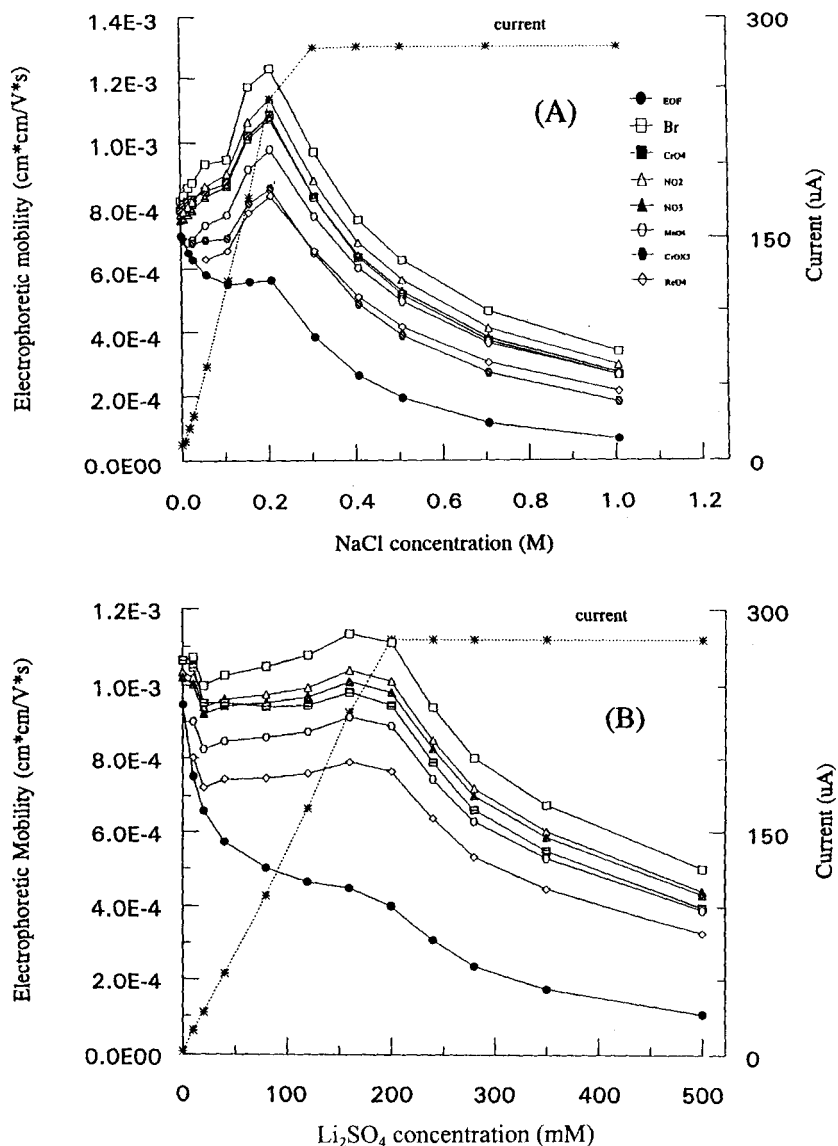 1.4E-3
1.2E-3
1.0E-3
8.0E-4
6.0E-4
4.0E-4
2.0E-4
0.0E00
Electrophoretic mobility (cm*cm/V*s)
current
(A)
EOF
Br
CrO4
NO2
NO3
MnO4
CrOX3
ReO4
300
150
0
Current (uA)
0.0 0.2 0.4 0.6 0.8 1.0 1.2
NaCl concentration (M)
1.2E-3
1.0E-3
8.0E-4
6.0E-4
4.0E-4
2.0E-4
0.0E00
Electrophoretic Mobility (cm*cm/V*s)
current
(B)
300
150
0
Current (uA)
0 100 200 300 400 500
Li₂SO₄ concentration (mM)